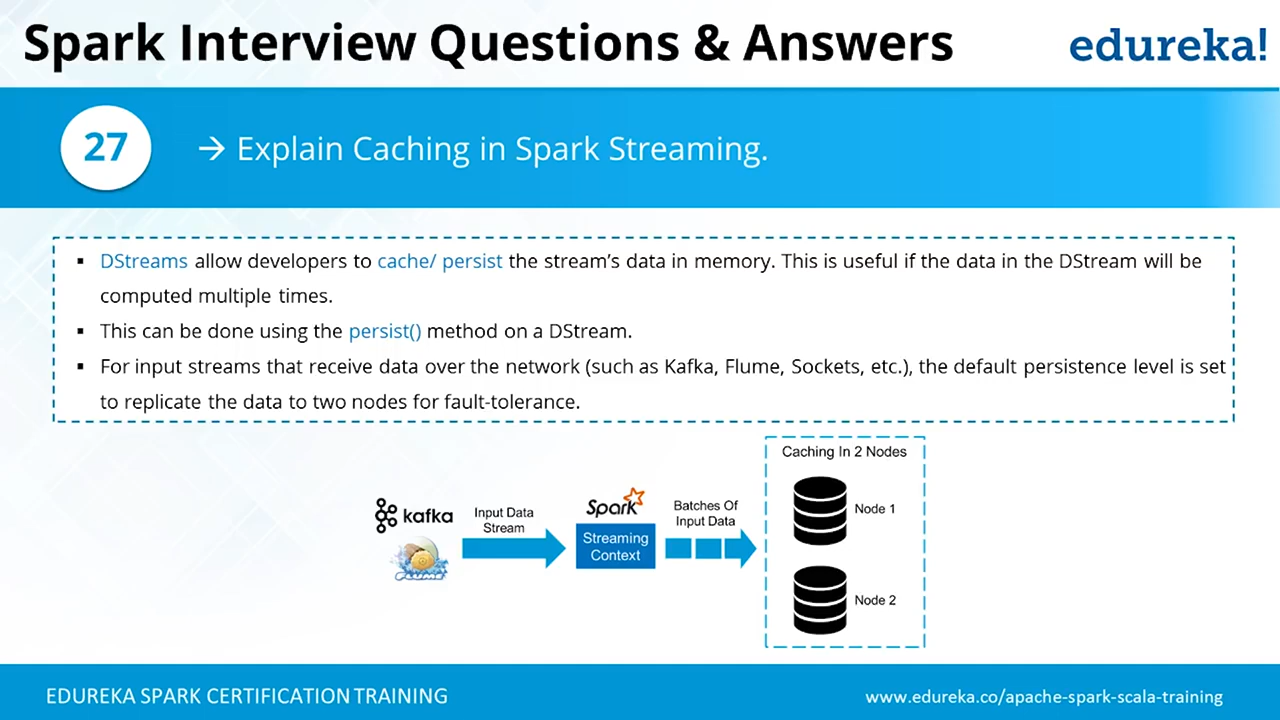 Spark Interview Questions & Answers
edureka!
27
→ Explain Caching in Spark Streaming.
▪ DStreams allow developers to cache/ persist the stream’s data in memory. This is useful if the data in the DStream will be
computed multiple times.
▪ This can be done using the persist() method on a DStream.
▪ For input streams that receive data over the network (such as Kafka, Flume, Sockets, etc.), the default persistence level is set
to replicate the data to two nodes for fault-tolerance.
Caching In 2 Nodes
kafka
FLUME
Input Data
Stream
Spark
Streaming
Context
Batches Of
Input Data
Node 1
Node 2
EDUREKA SPARK CERTIFICATION TRAINING
www.edureka.co/apache-spark-scala-training